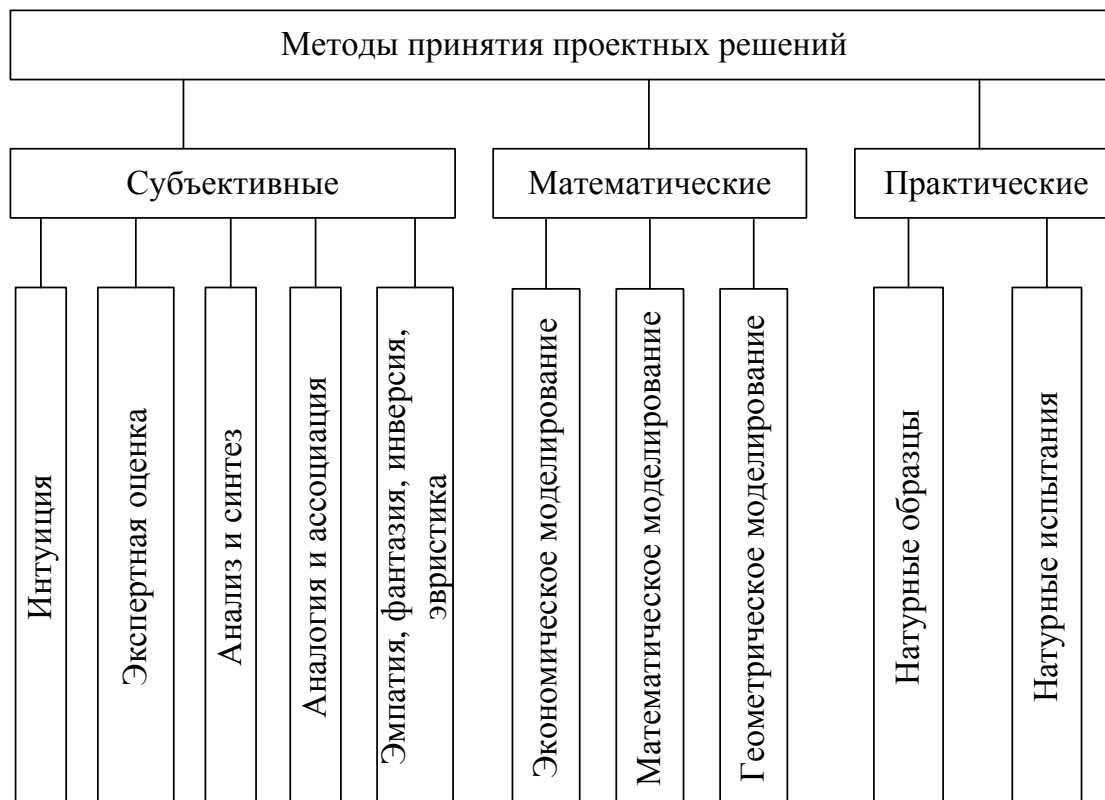 Методы принятия проектных решений
Субъективные
Математические
Практические
Интуиция
Экспертная оценка
Анализ и синтез
Аналогия и ассоциация
Эмпатия, фантазия, инверсия,
эвристика
Экономическое моделирование
Математическое моделирование
Геометрическое моделирование
Натурные образцы
Натурные испытания